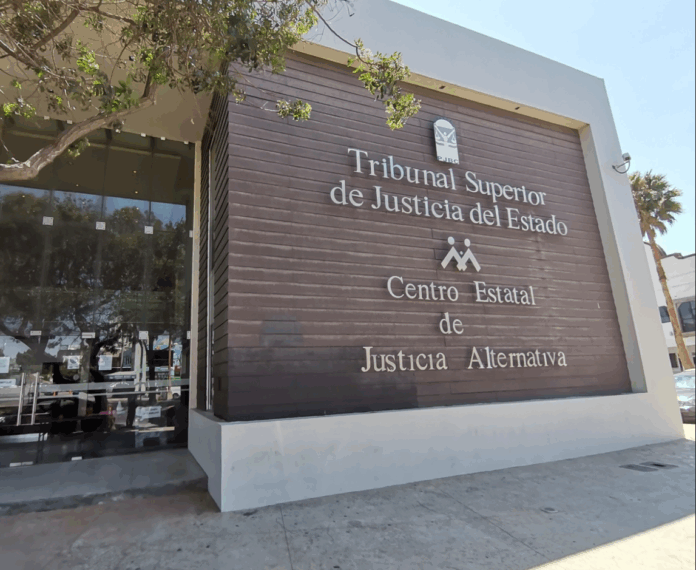 Tribunal Superior
de Justicia del Estado
Centro Estatal
de
Justicia Alternativa